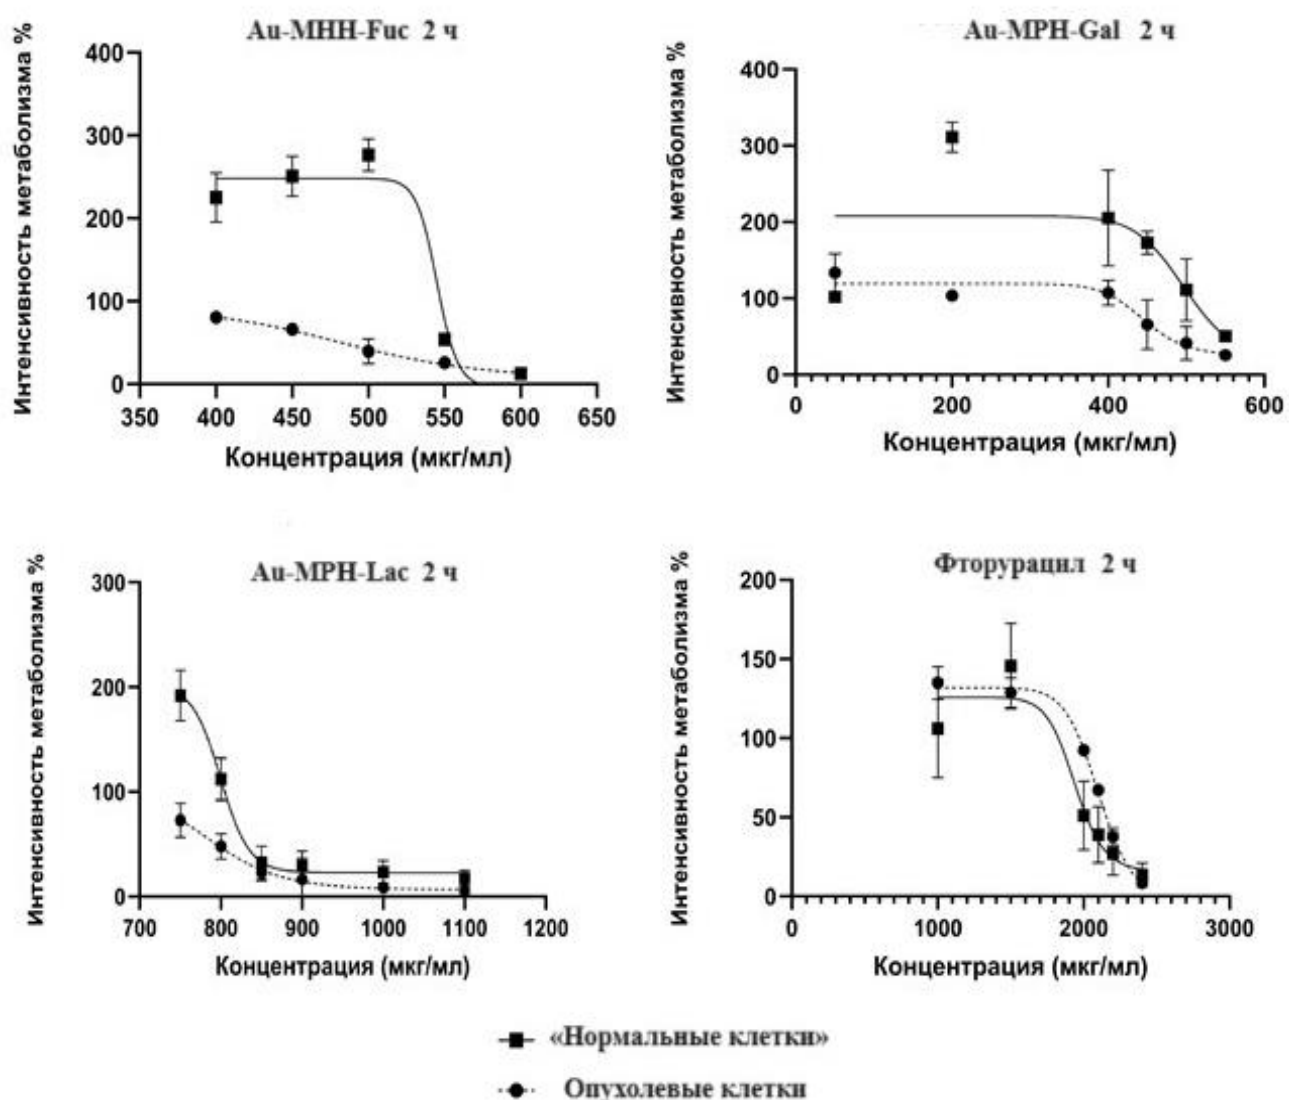 Au-MHH-Fuc 2 ч
Интенсивность метаболизма %
400
300
200
100
0
350 400 450 500 550 600 650
Концентрация (мкг/мл)
Au-MPH-Gal 2 ч
Интенсивность метаболизма %
400
300
200
100
0
0 200 400 600
Концентрация (мкг/мл)
Au-MPH-Lac 2 ч
Интенсивность метаболизма %
300
200
100
0
700 800 900 1000 1100 1200
Концентрация (мкг/мл)
Фторурацил 2 ч
Интенсивность метаболизма %
200
150
100
50
0
0 1000 2000 3000
Концентрация (мкг/мл)
«Нормальные клетки»
Опухолевые клетки